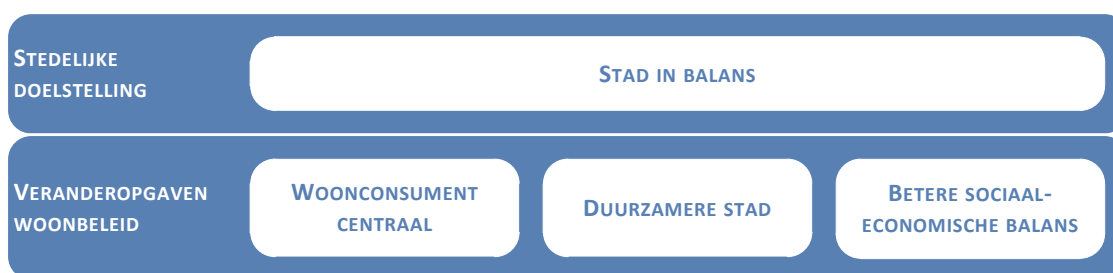 STEDELIJKE
DOELSTELLING
STAD IN BALANS
VERANDEROPGAVEN
WOONBELEID
WOONCONSUMENT
CENTRAAL
DUURZAMERE STAD
BETERE SOCIAAL-
ECONOMISCHE BALANS